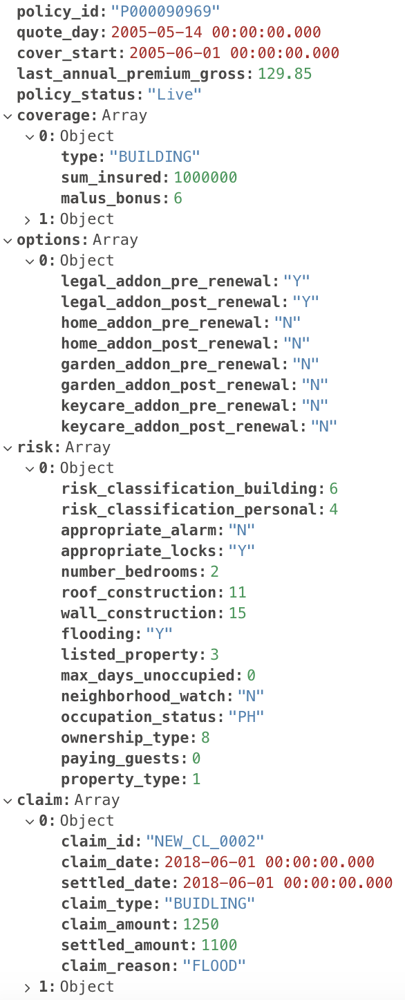 policy_id: "P000090969"
quote_day: 2005-05-14 00:00:00.000
cover_start: 2005-06-01 00:00:00.000
last_annual_premium_gross: 129.85
policy_status: "Live"
coverage: Array
0: Object
type: "BUILDING"
sum_insured: 1000000
malus_bonus: 6
1: Object
options: Array
0: Object
legal_addon_pre_renewal: "Y"
legal_addon_post_renewal: "Y"
home_addon_pre_renewal: "N"
home_addon_post_renewal: "N"
garden_addon_pre_renewal: "N"
garden_addon_post_renewal: "N"
keycare_addon_pre_renewal: "N"
keycare_addon_post_renewal: "N"
risk: Array
0: Object
risk_classification_building: 6
risk_classification_personal: 4
appropriate_alarm: "N"
appropriate_locks: "Y"
number_bedrooms: 2
roof_construction: 11
wall_construction: 15
flooding: "Y"
listed_property: 3
max_days_unoccupied: 0
neighborhood_watch: "N"
occupation_status: "PH"
ownership_type: 8
paying_guests: 0
property_type: 1
claim: Array
0: Object
claim_id: "NEW_CL_0002"
claim_date: 2018-06-01 00:00:00.000
settled_date: 2018-06-01 00:00:00.000
claim_type: "BUIDLING"
claim_amount: 1250
settled_amount: 1100
claim_reason: "FLOOD"
1: Object